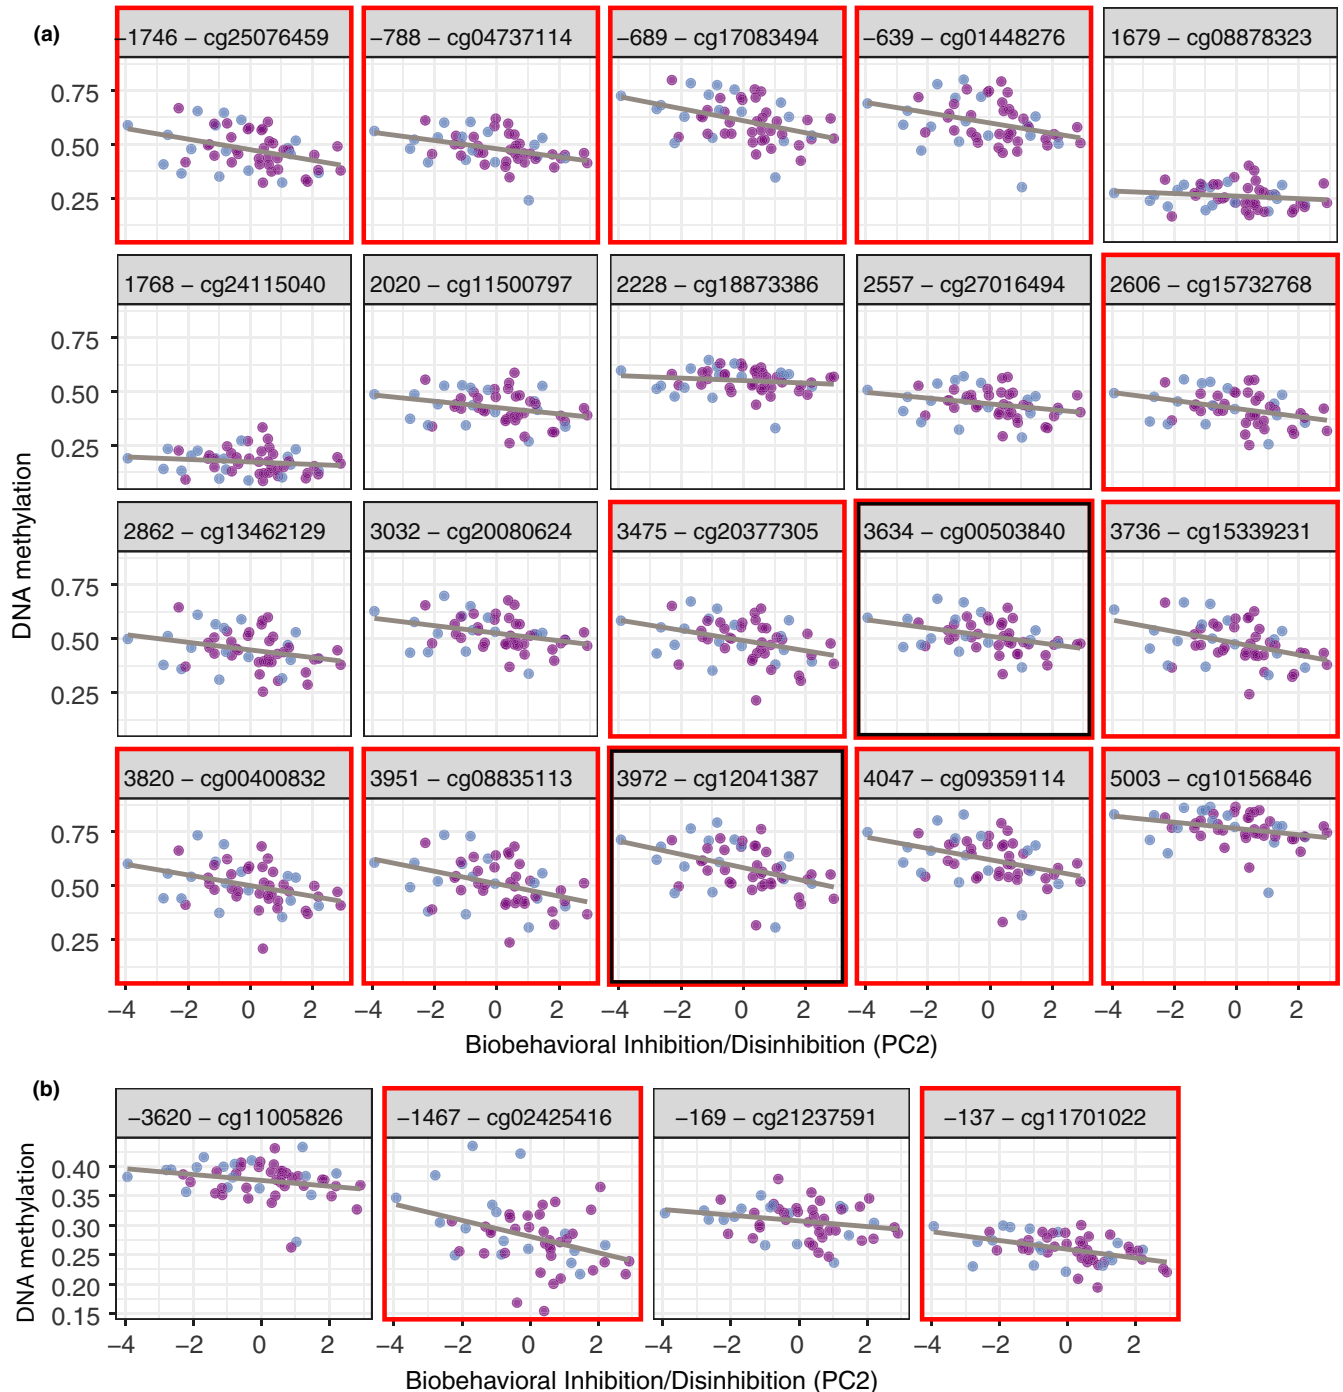 (a)
−1746 − cg25076459
−788 − cg04737114
−689 − cg17083494
−639 − cg01448276
1679 − cg08878323
0.75
0.50
0.25
1768 − cg24115040
2020 − cg11500797
2228 − cg18873386
2557 − cg27016494
2606 − cg15732768
0.75
0.50
0.25
DNA methylation
2862 − cg13462129
3032 − cg20080624
3475 − cg20377305
3634 − cg00503840
3736 − cg15339231
0.75
0.50
0.25
3820 − cg00400832
3951 − cg08835113
3972 − cg12041387
4047 − cg09359114
5003 − cg10156846
0.75
0.50
0.25
−4 −2 0 2 −4 −2 0 2 −4 −2 0 2 −4 −2 0 2 −4 −2 0 2
Biobehavioral Inhibition/Disinhibition (PC2)
(b)
−3620 − cg11005826
−1467 − cg02425416
−169 − cg21237591
−137 − cg11701022
DNA methylation
0.40
0.35
0.30
0.25
0.20
0.15
−4 −2 0 2 −4 −2 0 2 −4 −2 0 2 −4 −2 0 2
Biobehavioral Inhibition/Disinhibition (PC2)